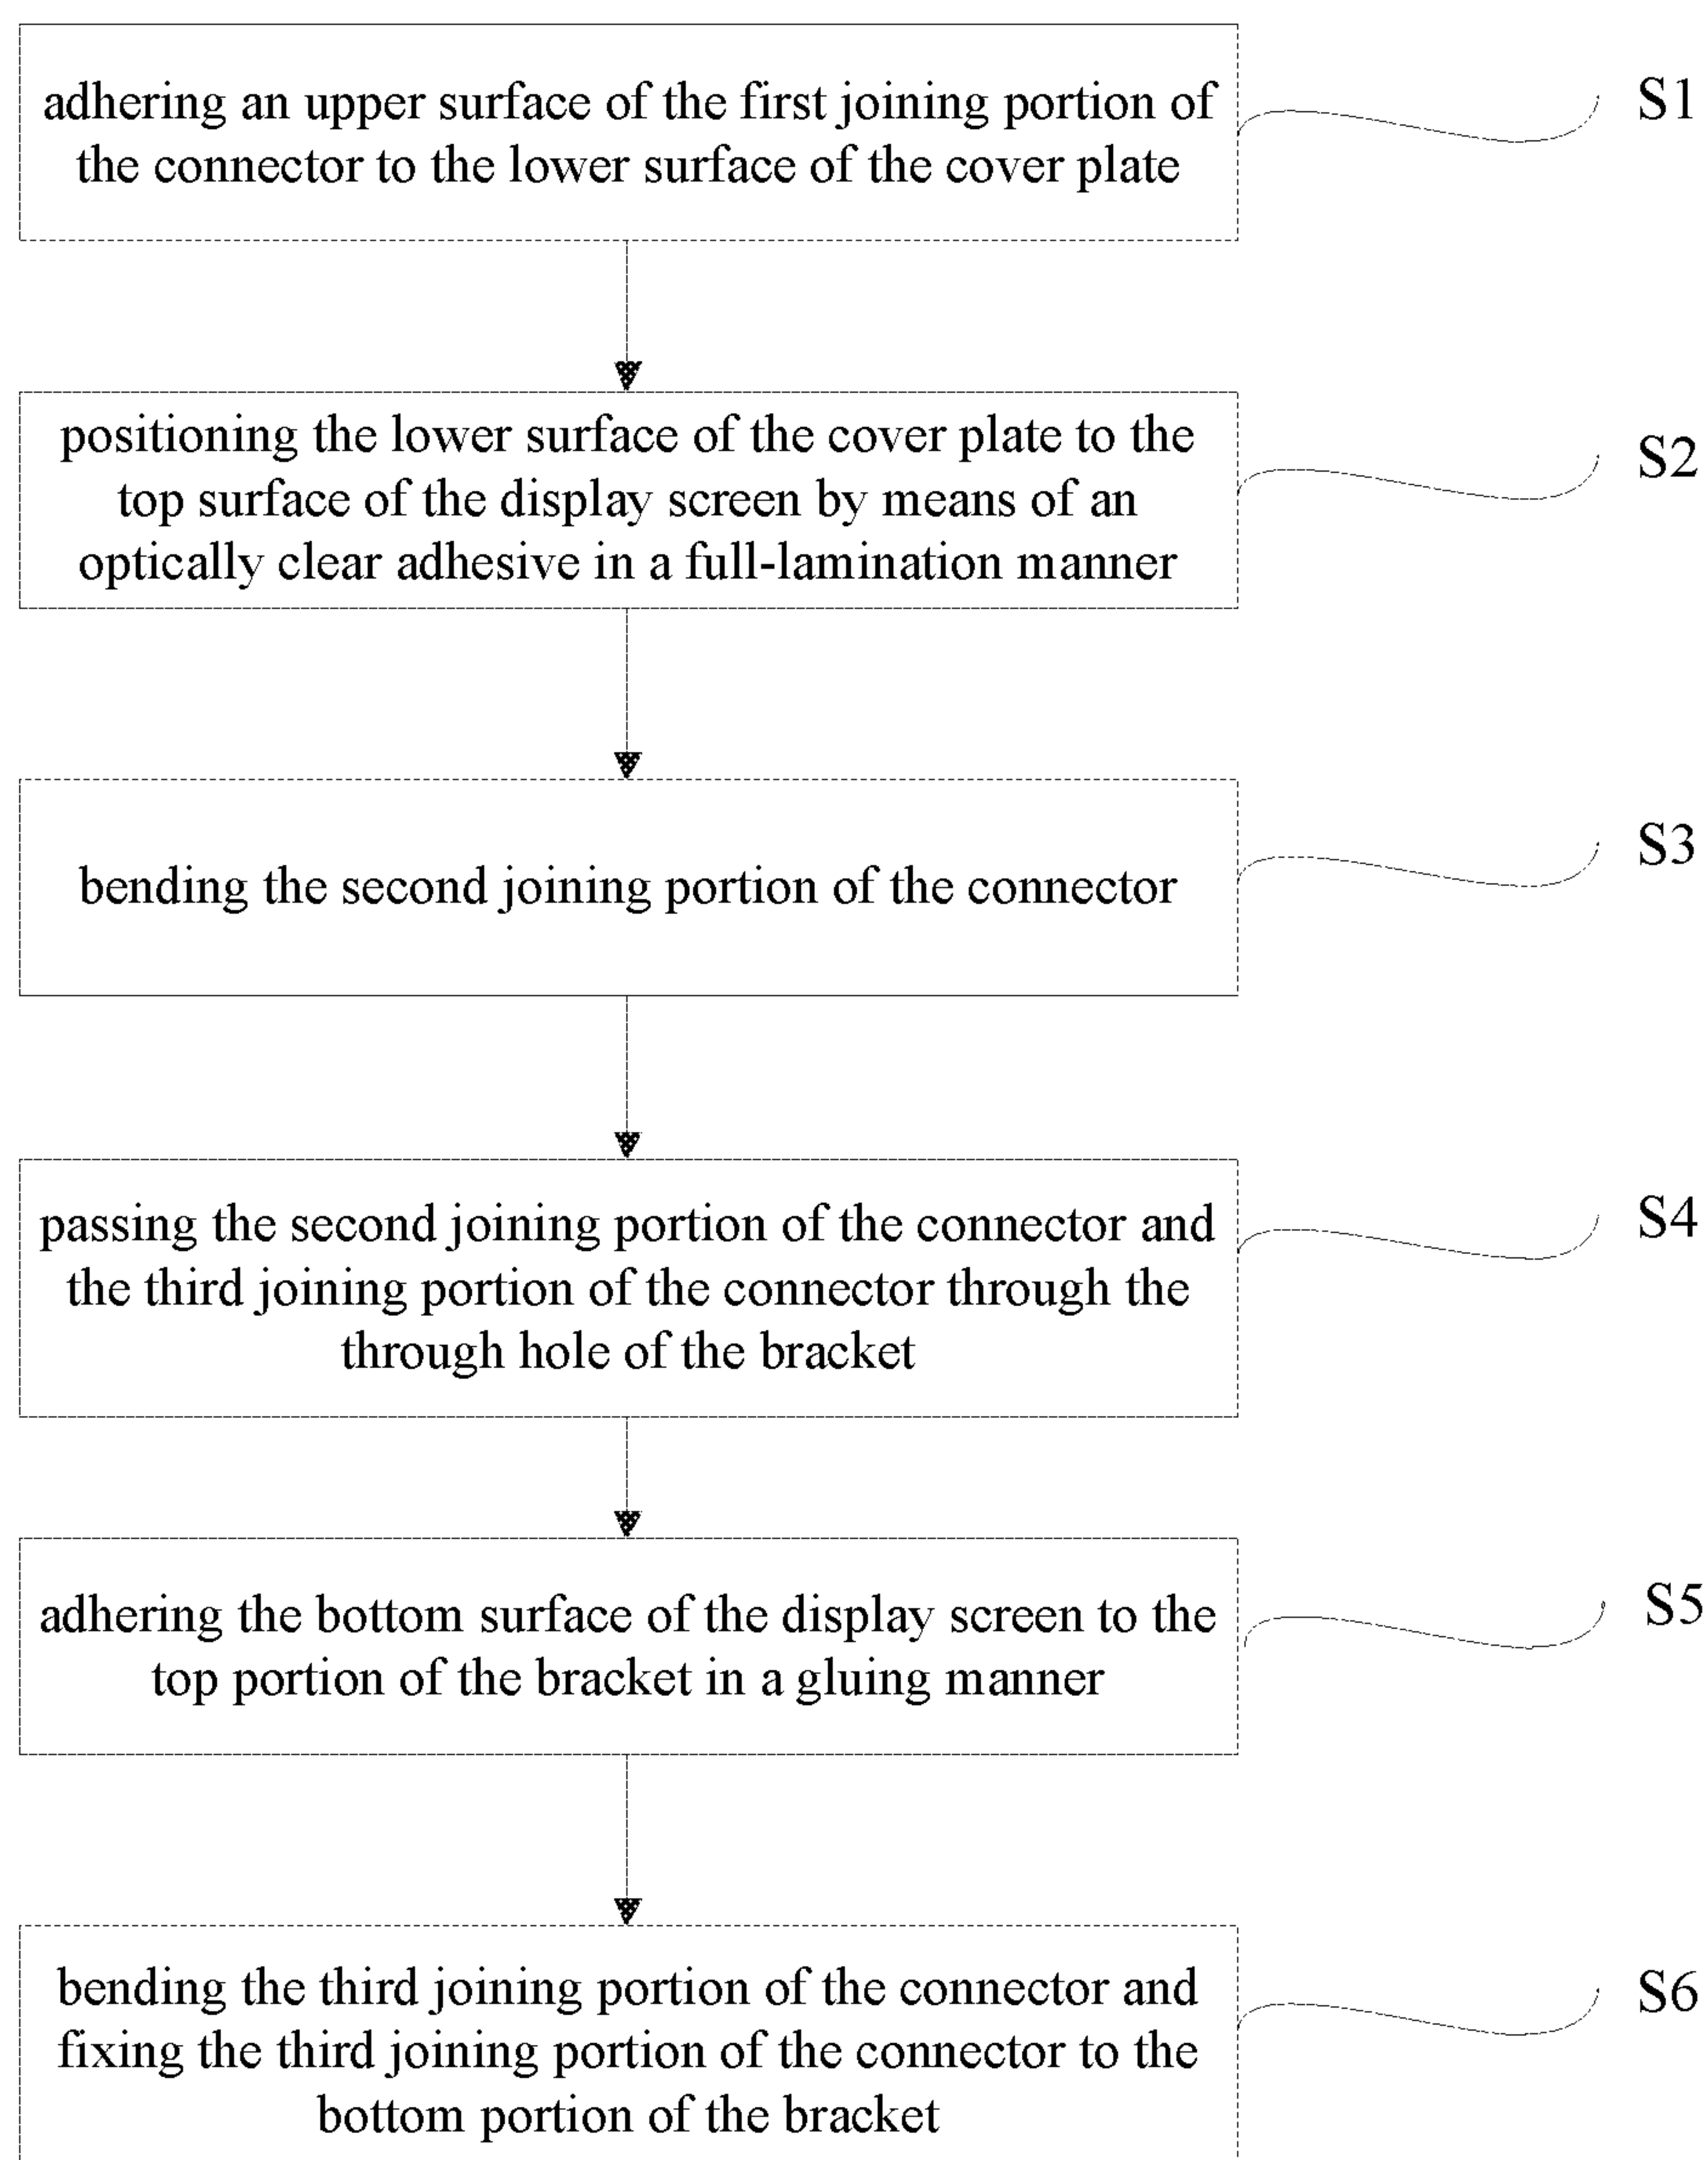 adhering an upper surface of the first joining portion of
the connector to the lower surface of the cover plate
S1
positioning the lower surface of the cover plate to the
top surface of the display screen by means of an
optically clear adhesive in a full-lamination manner
S2
bending the second joining portion of the connector
S3
passing the second joining portion of the connector and
the third joining portion of the connector through the
through hole of the bracket
S4
adhering the bottom surface of the display screen to the
top portion of the bracket in a gluing manner
S5
bending the third joining portion of the connector and
fixing the third joining portion of the connector to the
bottom portion of the bracket
S6